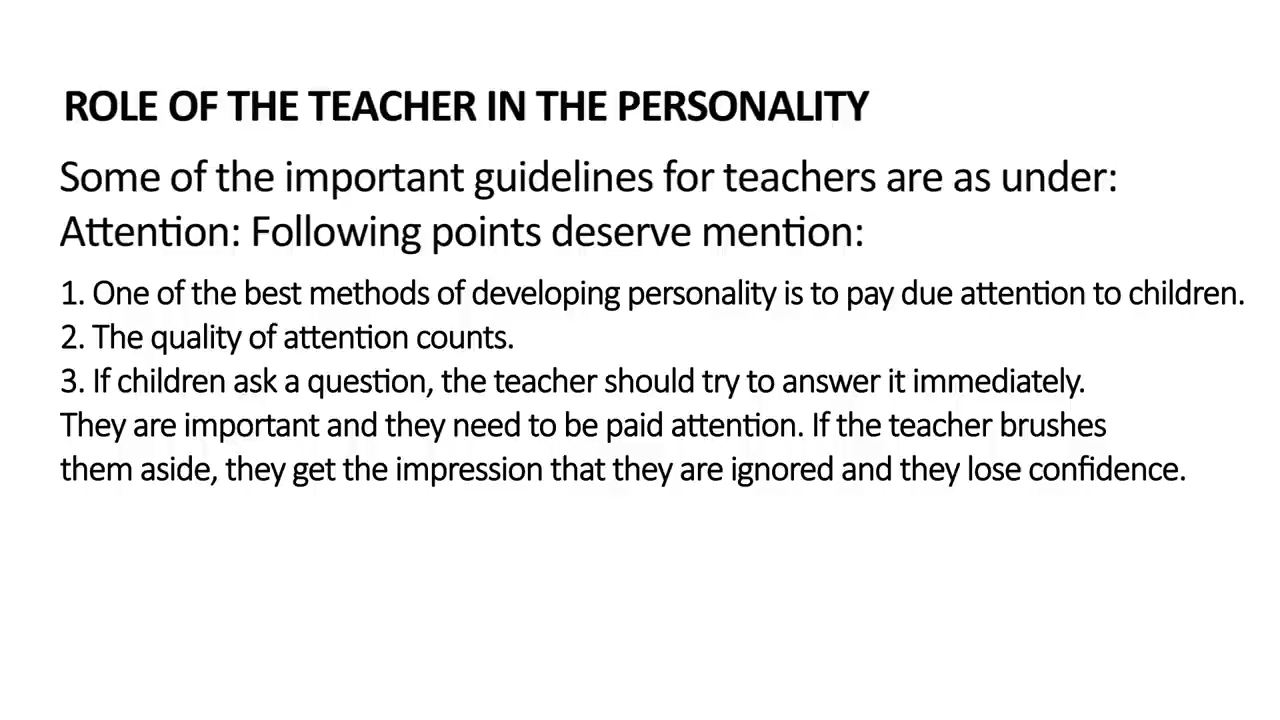 ROLE OF THE TEACHER IN THE PERSONALITY
Some of the important guidelines for teachers are as under:
Attention: Following points deserve mention:
1. One of the best methods of developing personality is to pay due attention to children.
2. The quality of attention counts.
3. If children ask a question, the teacher should try to answer it immediately.
They are important and they need to be paid attention. If the teacher brushes
them aside, they get the impression that they are ignored and they lose confidence.